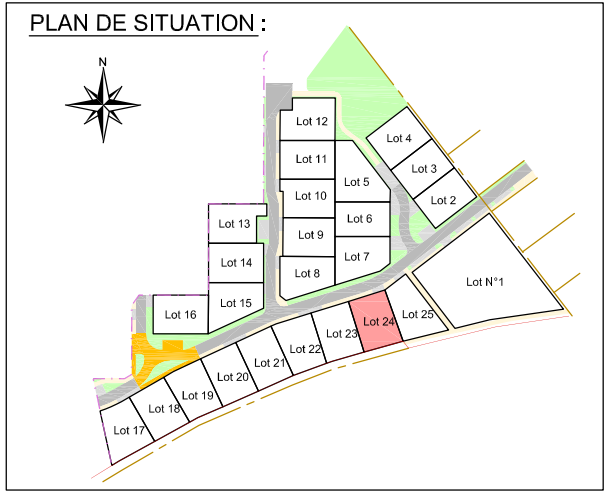 PLAN DE SITUATION :
N
Lot 12
Lot 4
Lot 11
Lot 3
Lot 5
Lot 10
Lot 2
Lot 6
Lot 13
Lot 9
Lot 7
Lot 14
Lot 8
Lot N°1
Lot 15
Lot 16
Lot 25
Lot 24
Lot 23
Lot 22
Lot 21
Lot 20
Lot 19
Lot 18
Lot 17